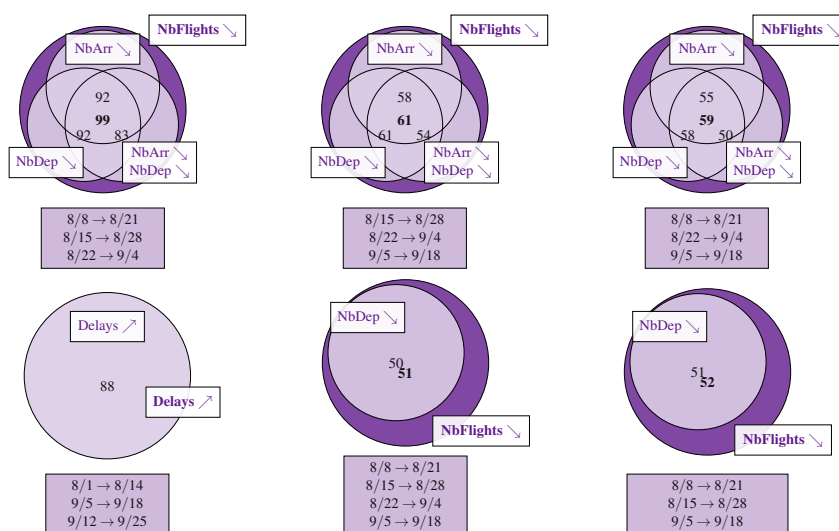 NbFlights ↘
NbArr ↘
92
99
92 83
NbDep ↘
NbArr ↘
NbDep ↘
8/8 → 8/21
8/15 → 8/28
8/22 → 9/4
NbFlights ↘
NbArr ↘
58
61
61 54
NbDep ↘
NbArr ↘
NbDep ↘
8/15 → 8/28
8/22 → 9/4
9/5 → 9/18
NbFlights ↘
NbArr ↘
55
59
58 50
NbDep ↘
NbArr ↘
NbDep ↘
8/8 → 8/21
8/22 → 9/4
9/5 → 9/18
Delays ↗
88
Delays ↗
8/1 → 8/14
9/5 → 9/18
9/12 → 9/25
NbDep ↘
50
51
NbFlights ↘
8/8 → 8/21
8/15 → 8/28
8/22 → 9/4
9/5 → 9/18
NbDep ↘
51
52
NbFlights ↘
8/8 → 8/21
8/15 → 8/28
9/5 → 9/18